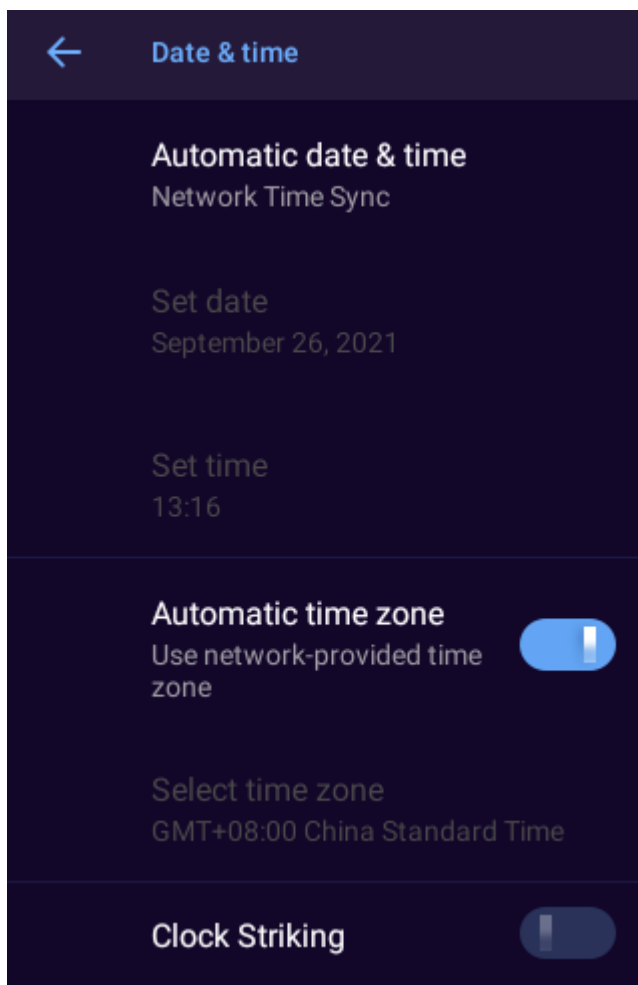 Date & time
Automatic date & time
Network Time Sync
Set date
September 26, 2021
Set time
13:16
Automatic time zone
Use network-provided time
zone
Select time zone
GMT+08:00 China Standard Time
Clock Striking